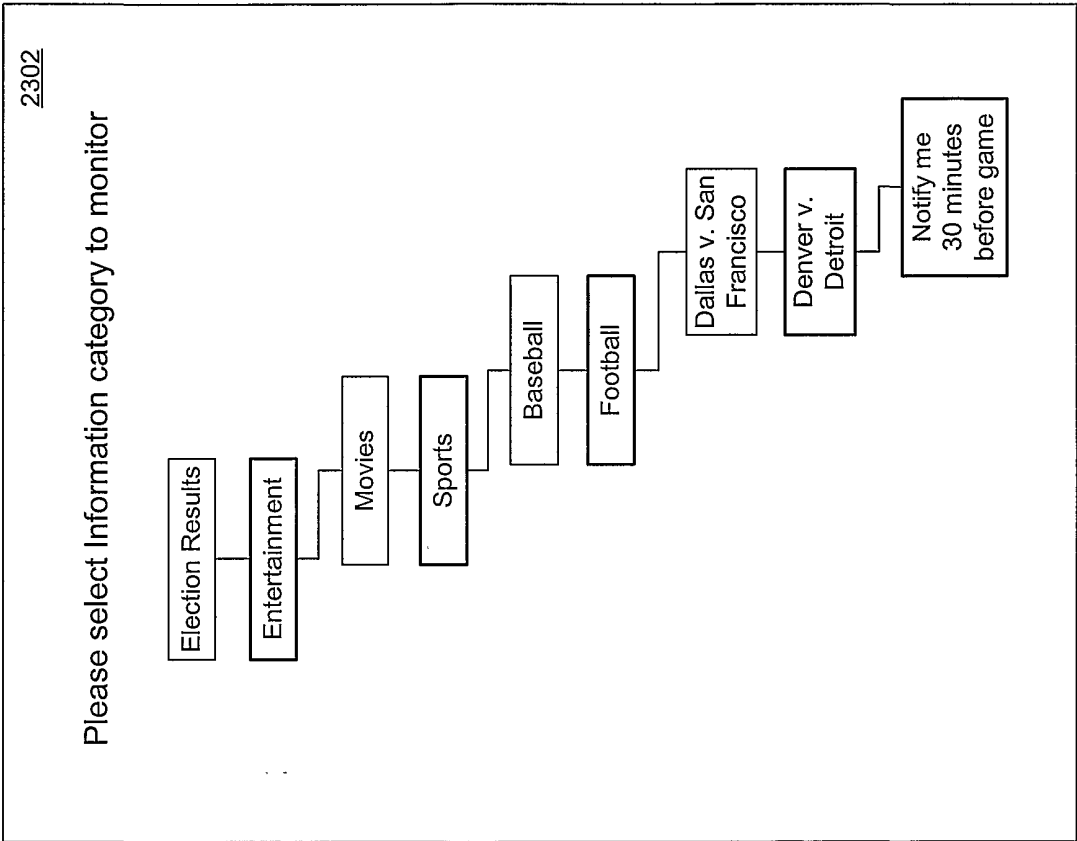 2302
Please select Information category to monitor
Election Results
Entertainment
Movies
Sports
Baseball
Football
Dallas v. San
Francisco
Denver v.
Detroit
Notify me
30 minutes
before game